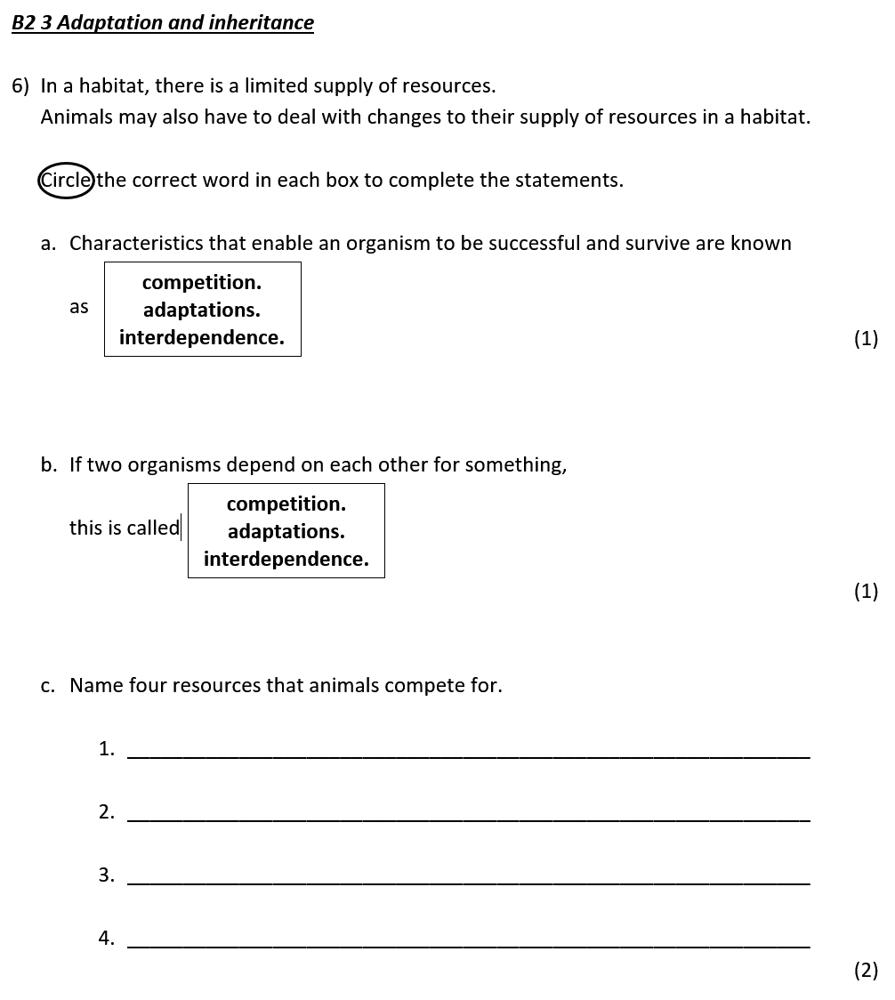 B2 3 Adaptation and inheritance
6) In a habitat, there is a limited supply of resources.
Animals may also have to deal with changes to their supply of resources in a habitat.
Circle the correct word in each box to complete the statements.
a. Characteristics that enable an organism to be successful and survive are known
as
competition.
adaptations.
interdependence.
(1)
b. If two organisms depend on each other for something,
this is called
competition.
adaptations.
interdependence.
(1)
c. Name four resources that animals compete for.
1.
2.
3.
4.
(2)